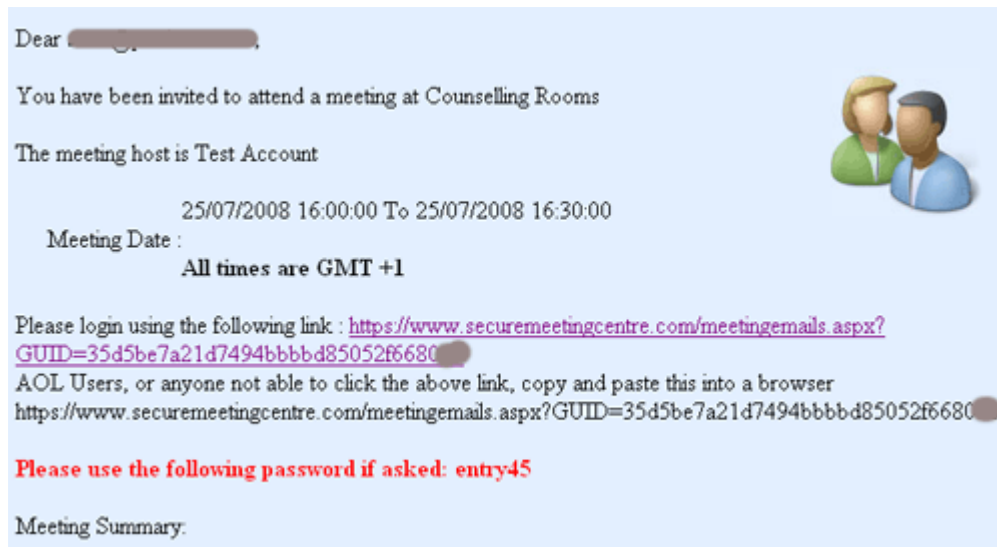 Dear
You have been invited to attend a meeting at Counselling Rooms
The meeting host is Test Account
25/07/2008 16:00:00 To 25/07/2008 16:30:00
Meeting Date :
All times are GMT +1
Please login using the following link : https://www.securemeetingcentre.com/meetingemails.aspx?
GUID=35d5be7a21d7494bbbbd85052f6680
AOL Users, or anyone not able to click the above link, copy and paste this into a browser
https://www.securemeetingcentre.com/meetingemails.aspx?GUID=35d5be7a21d7494bbbbd85052f6680
Please use the following password if asked: entry45
Meeting Summary: